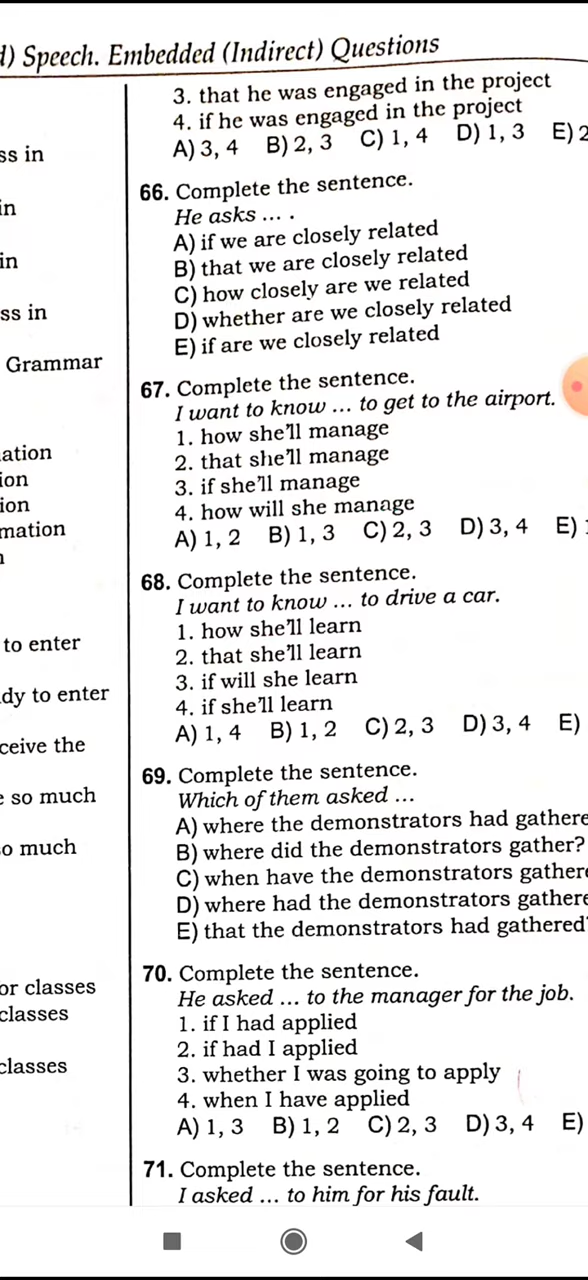 ) Speech. Embedded (Indirect) Questions
ss in
in
in
ss in
Grammar
ation
ion
ion
mation
n
to enter
dy to enter
ceive the
e so much
so much
or classes
classes
classes
3. that he was engaged in the project
4. if he was engaged in the project
A) 3, 4 B) 2, 3 C) 1, 4 D) 1, 3 E) 2
66. Complete the sentence.
He asks ... .
A) if we are closely related
B) that we are closely related
C) how closely are we related
D) whether are we closely related
E) if are we closely related
67. Complete the sentence.
I want to know ... to get to the airport.
1. how she'll manage
2. that she'll manage
3. if she'll manage
4. how will she manage
A) 1, 2 B) 1, 3 C) 2, 3 D) 3, 4 E)
68. Complete the sentence.
I want to know ... to drive a car.
1. how she'll learn
2. that she'll learn
3. if will she learn
4. if she'll learn
A) 1, 4 B) 1, 2 C) 2, 3 D) 3, 4 E)
69. Complete the sentence.
Which of them asked ...
A) where the demonstrators had gathere
B) where did the demonstrators gather?
C) when have the demonstrators gathere
D) where had the demonstrators gathere
E) that the demonstrators had gathered?
70. Complete the sentence.
He asked ... to the manager for the job.
1. if I had applied
2. if had I applied
3. whether I was going to apply
4. when I have applied
A) 1, 3 B) 1, 2 C) 2, 3 D) 3, 4 E)
71. Complete the sentence.
I asked ... to him for his fault.